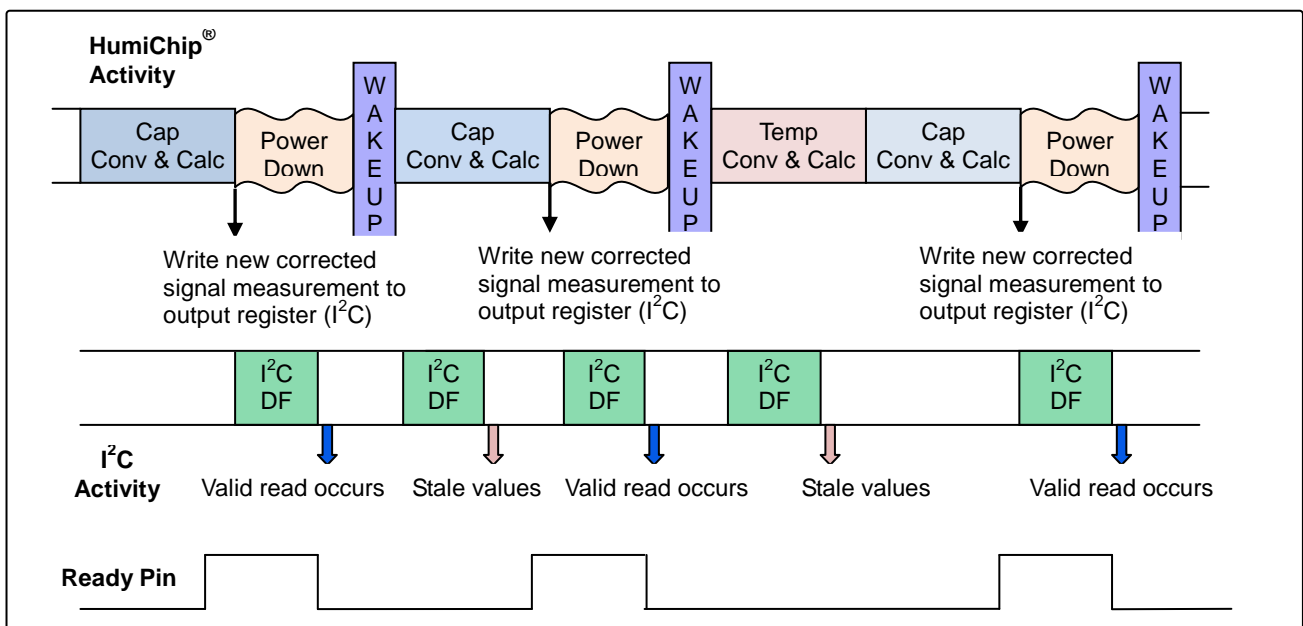 HumiChip®
Activity
WAKEUP
WAKEUP
WAKEUP
Cap
Conv & Calc
Power
Down
Cap
Conv & Calc
Power
Down
Temp
Conv & Calc
Cap
Conv & Calc
Power
Down
Write new corrected
signal measurement to
output register (I²C)
Write new corrected
signal measurement to
output register (I²C)
Write new corrected
signal measurement to
output register (I²C)
I²C
DF
I²C
DF
I²C
DF
I²C
DF
I²C
DF
I²C
Activity
Valid read occurs
Stale values
Valid read occurs
Stale values
Valid read occurs
Ready Pin